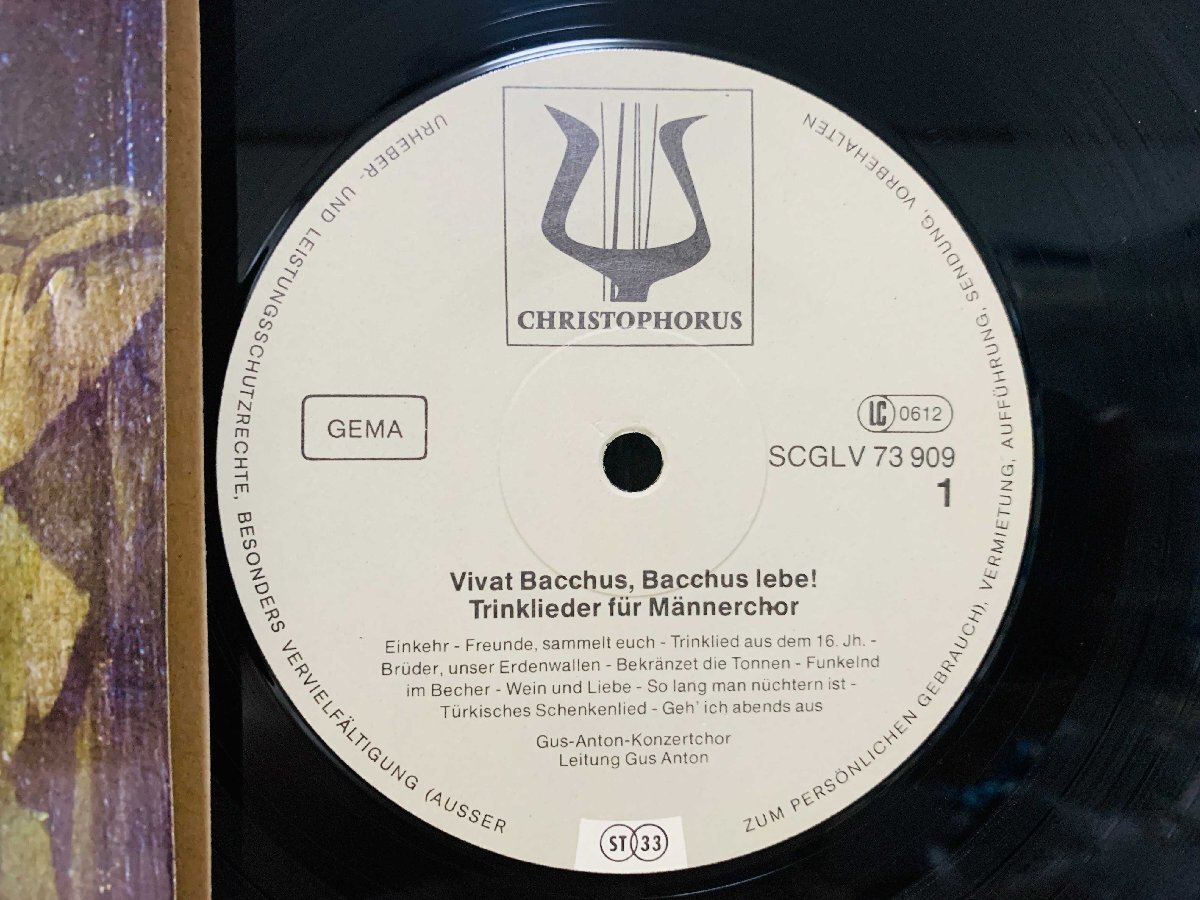 CHRISTOPHORUS
GEMA
LC 0612
SCGLV 73 909
1
Vivat Bacchus, Bacchus lebe!
Trinklieder für Männerchor
Einkehr - Freunde, sammelt euch - Trinklied aus dem 16. Jh. -
Brüder, unser Erdenwallen - Bekränzet die Tonnen - Funkelnd
im Becher - Wein und Liebe - So lang man nüchtern ist -
Türkisches Schenkenlied - Geh' ich abends aus
Gus-Anton-Konzertchor
Leitung Gus Anton
ST 33
URHEBER- UND LEISTUNGSSCHUTZRECHTE, BESONDERS VERVIELFÄLTIGUNG (AUSSER ZUM PERSÖNLICHEN GEBRAUCH), VERMIETUNG, AUFFÜHRUNG, SENDUNG, VORBEHALTEN